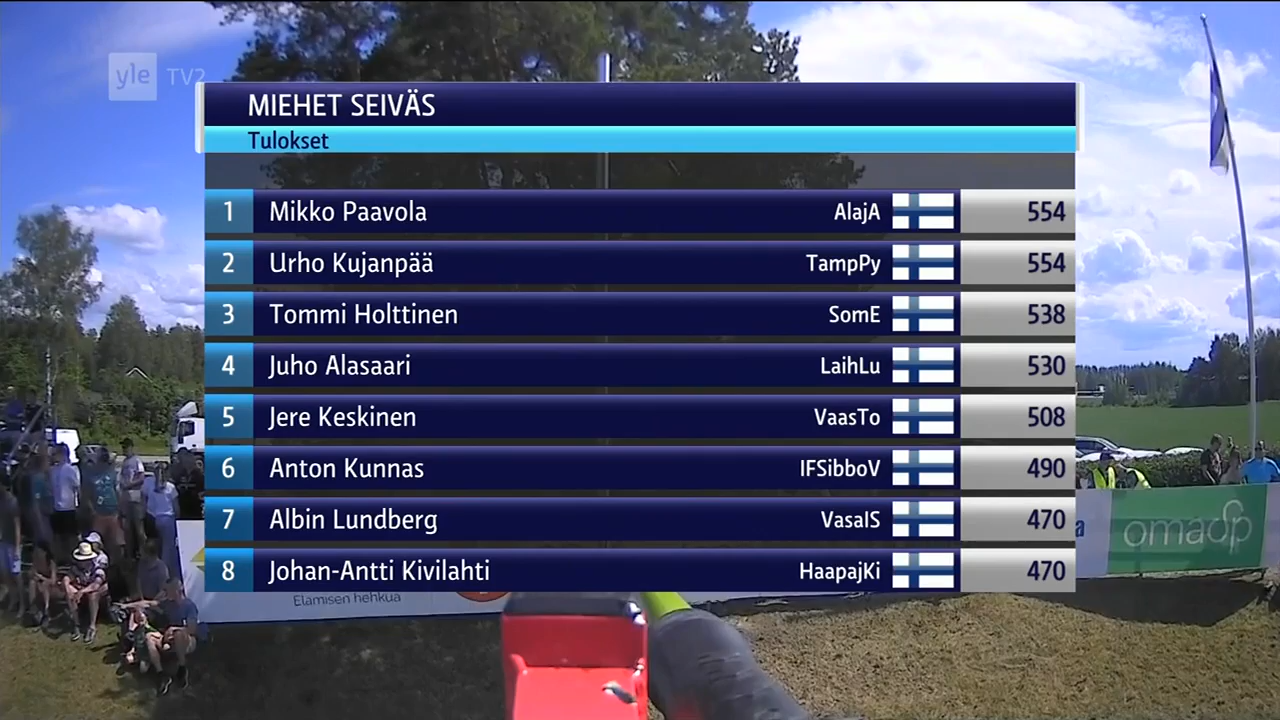 yle TV2
MIEHET SEIVÄS
Tulokset
1 Mikko Paavola AlajA 554
2 Urho Kujanpää TampPy 554
3 Tommi Holttinen SomE 538
4 Juho Alasaari LaihLu 530
5 Jere Keskinen VaasTo 508
6 Anton Kunnas IFSibboV 490
7 Albin Lundberg VasaIS 470
8 Johan-Antti Kivilahti HaapajKi 470
omaop
Elämisen hehkua